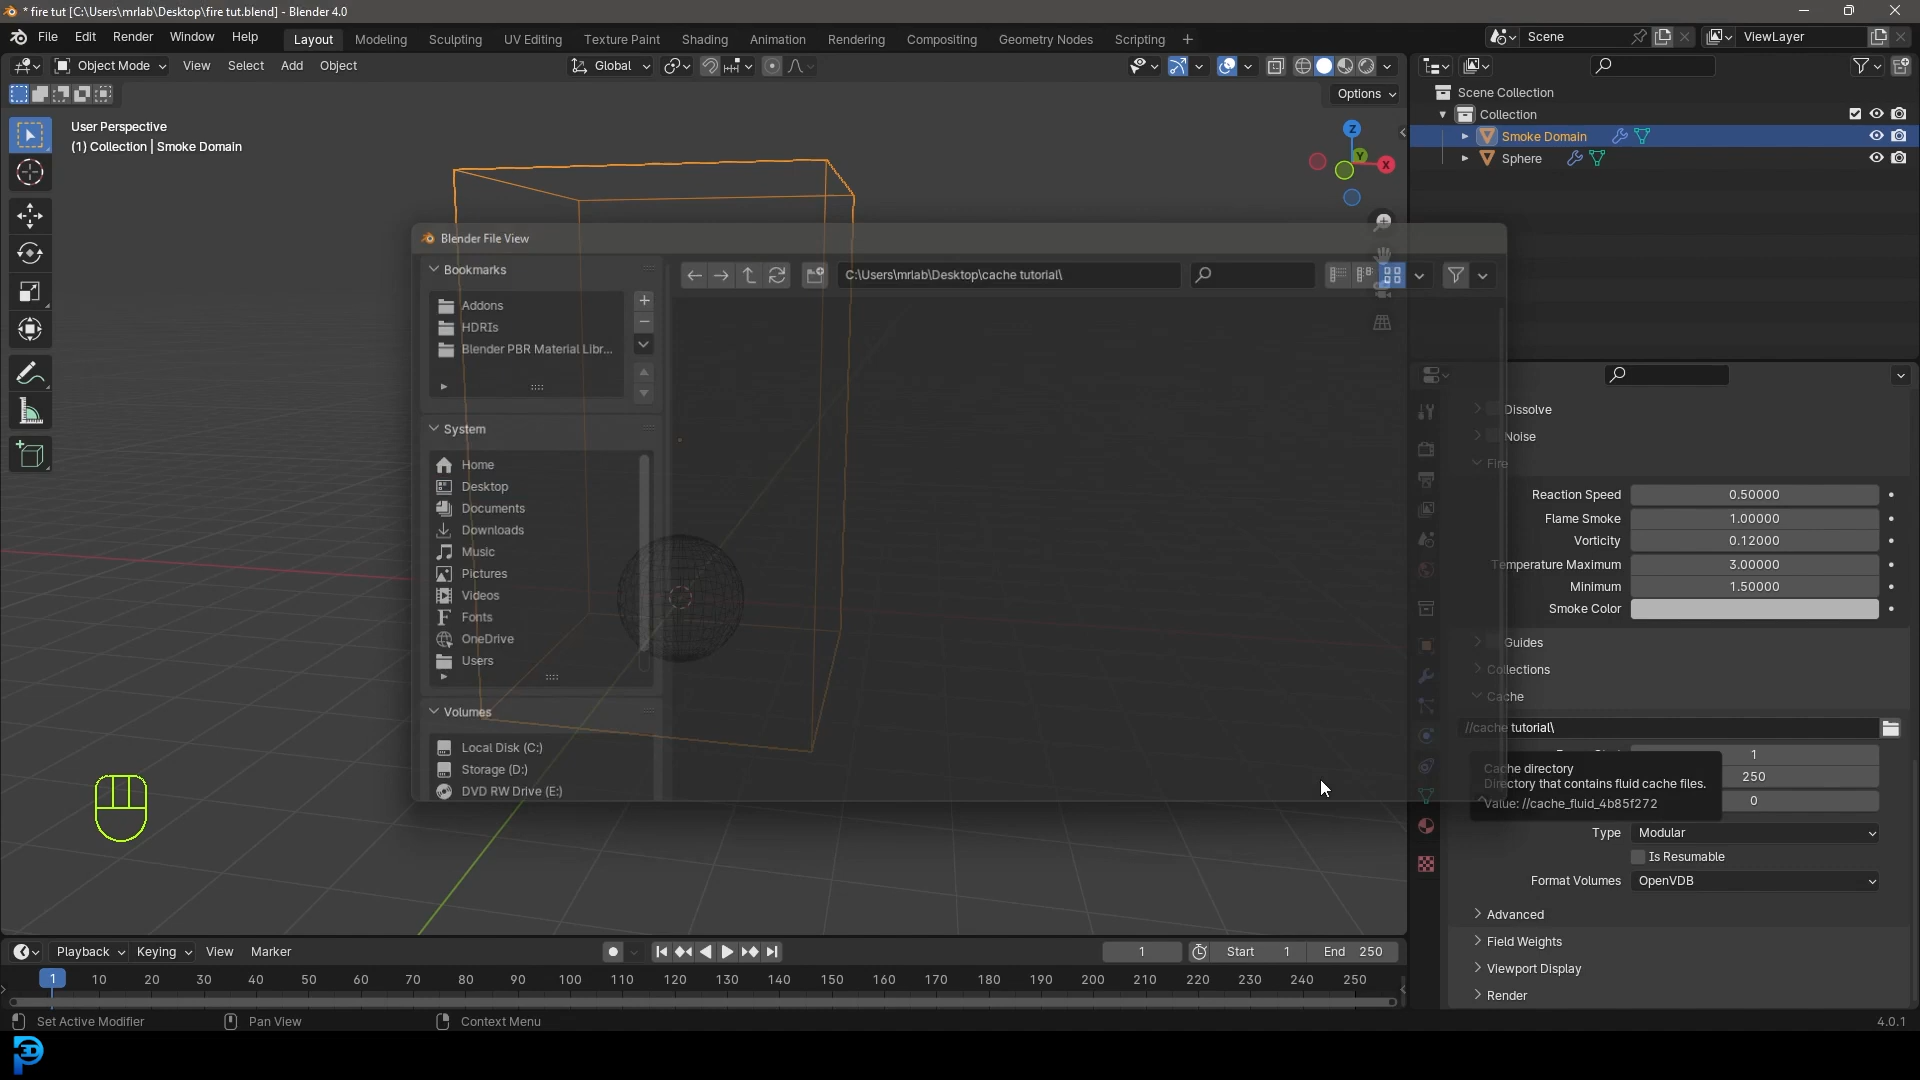 * fire tut [C:\Users\mrlab\Desktop\fire tut.blend] - Blender 4.0
File Edit Render Window Help
Layout Modeling Sculpting UV Editing Texture Paint Shading Animation Rendering Compositing Geometry Nodes Scripting +
Scene
ViewLayer
Object Mode View Select Add Object
Global
Options
User Perspective
(1) Collection | Smoke Domain
Z
Y
X
Scene Collection
Collection
Smoke Domain
Sphere
Blender File View
Bookmarks
C:\Users\mrlab\Desktop\cache tutorial\
Addons
HDRIs
Blender PBR Material Libr...
System
Home
Desktop
Documents
Downloads
Music
Pictures
Videos
Fonts
OneDrive
Users
Volumes
Local Disk (C:)
Storage (D:)
DVD RW Drive (E:)
Dissolve
Noise
Fire
Reaction Speed 0.50000
Flame Smoke 1.00000
Vorticity 0.12000
Temperature Maximum 3.00000
Minimum 1.50000
Smoke Color
Guides
Collections
Cache
//cache tutorial\
1
250
0
Cache directory
Directory that contains fluid cache files.
Value: //cache_fluid_4b85f272
Type Modular
Is Resumable
Format Volumes OpenVDB
Advanced
Field Weights
Viewport Display
Render
Playback Keying View Marker
1
Start 1
End 250
1 10 20 30 40 50 60 70 80 90 100 110 120 130 140 150 160 170 180 190 200 210 220 230 240 250
Set Active Modifier
Pan View
Context Menu
4.0.1
3D